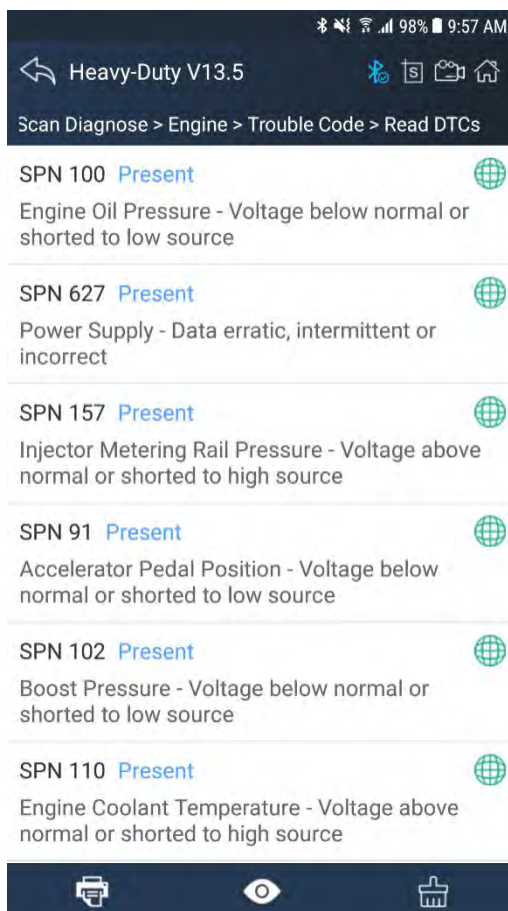 98% 9:57 AM
Heavy-Duty V13.5
S
Scan Diagnose > Engine > Trouble Code > Read DTCs
SPN 100 Present
Engine Oil Pressure - Voltage below normal or
shorted to low source
SPN 627 Present
Power Supply - Data erratic, intermittent or
incorrect
SPN 157 Present
Injector Metering Rail Pressure - Voltage above
normal or shorted to high source
SPN 91 Present
Accelerator Pedal Position - Voltage below
normal or shorted to low source
SPN 102 Present
Boost Pressure - Voltage below normal or
shorted to low source
SPN 110 Present
Engine Coolant Temperature - Voltage above
normal or shorted to high source